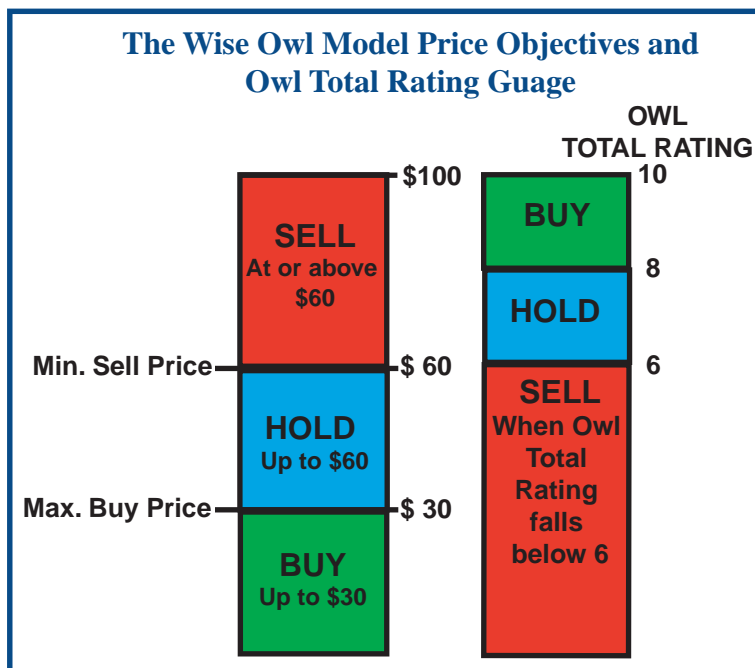 The Wise Owl Model Price Objectives and
Owl Total Rating Guage
OWL
TOTAL RATING
$100
SELL
At or above
$60
Min. Sell Price
$ 60
HOLD
Up to $60
Max. Buy Price
$ 30
BUY
Up to $30
10
BUY
8
HOLD
6
SELL
When Owl
Total
Rating
falls
below 6